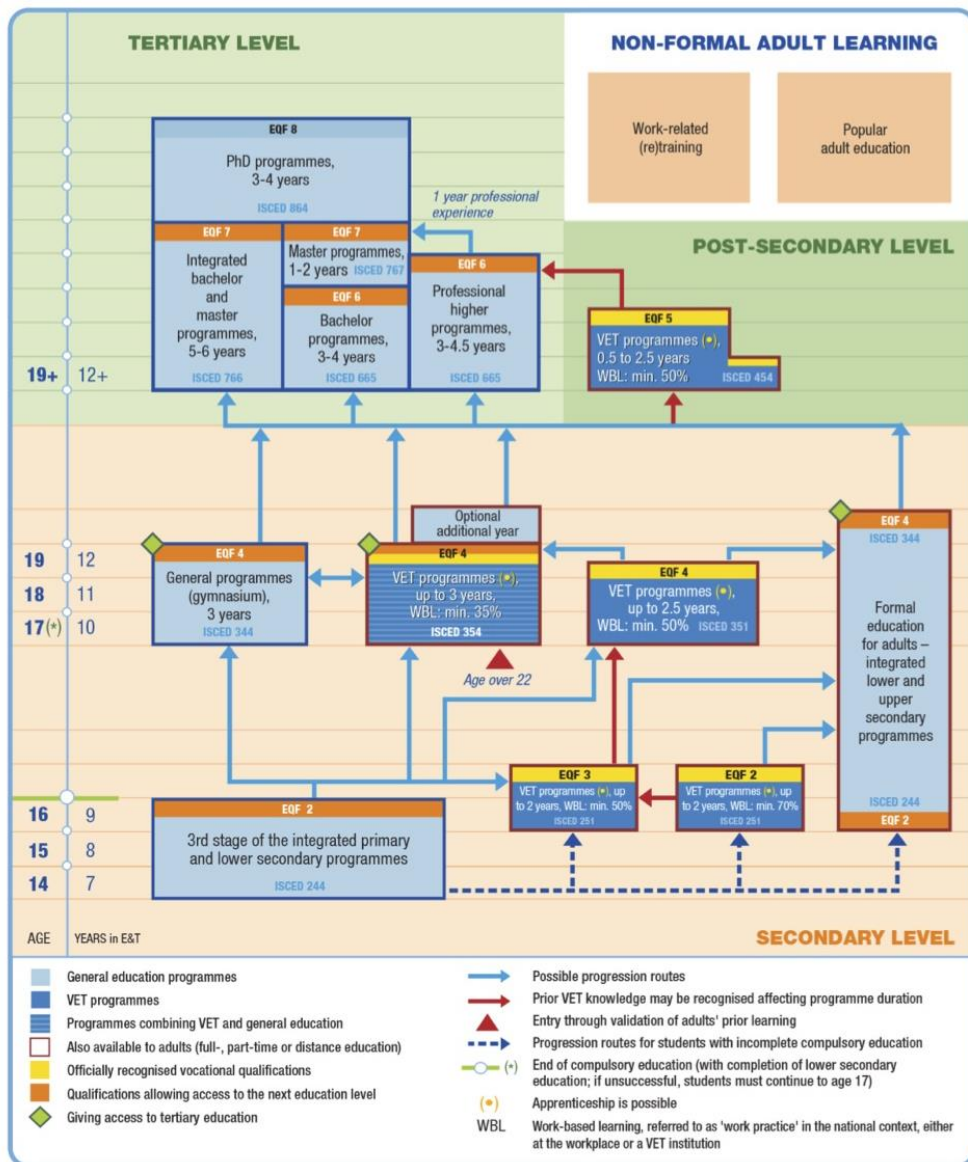 TERTIARY LEVEL
NON-FORMAL ADULT LEARNING
Work-related
(re)training
Popular
adult education
EQF 8
PhD programmes,
3-4 years
ISCED 864
1 year professional
experience
POST-SECONDARY LEVEL
EQF 7
Integrated
bachelor
and
master
programmes,
5-6 years
ISCED 766
EQF 7
Master programmes,
1-2 years ISCED 767
EQF 6
Bachelor
programmes,
3-4 years
ISCED 665
EQF 6
Professional
higher
programmes,
3-4.5 years
ISCED 665
EQF 5
VET programmes (•),
0.5 to 2.5 years
WBL: min. 50% ISCED 454
19+ 12+
Optional
additional year
19 12
18 11
17(*) 10
EQF 4
General programmes
(gymnasium),
3 years
ISCED 344
EQF 4
VET programmes (•),
up to 3 years,
WBL: min. 35%
ISCED 354
Age over 22
EQF 4
VET programmes (•),
up to 2.5 years,
WBL: min. 50% ISCED 351
EQF 4
ISCED 344
Formal
education
for adults –
integrated
lower and
upper
secondary
programmes
ISCED 244
EQF 2
16 9
15 8
14 7
EQF 2
3rd stage of the integrated primary
and lower secondary programmes
ISCED 244
EQF 3
VET programmes (•), up
to 2 years, WBL: min. 50%
ISCED 251
EQF 2
VET programmes (•), up
to 2 years, WBL: min. 70%
ISCED 251
AGE YEARS in E&T
SECONDARY LEVEL
General education programmes
VET programmes
Programmes combining VET and general education
Also available to adults (full-, part-time or distance education)
Officially recognised vocational qualifications
Qualifications allowing access to the next education level
Giving access to tertiary education
Possible progression routes
Prior VET knowledge may be recognised affecting programme duration
Entry through validation of adults' prior learning
Progression routes for students with incomplete compulsory education
(*) End of compulsory education (with completion of lower secondary
education; if unsuccessful, students must continue to age 17)
(•) Apprenticeship is possible
WBL Work-based learning, referred to as 'work practice' in the national context, either
at the workplace or a VET institution